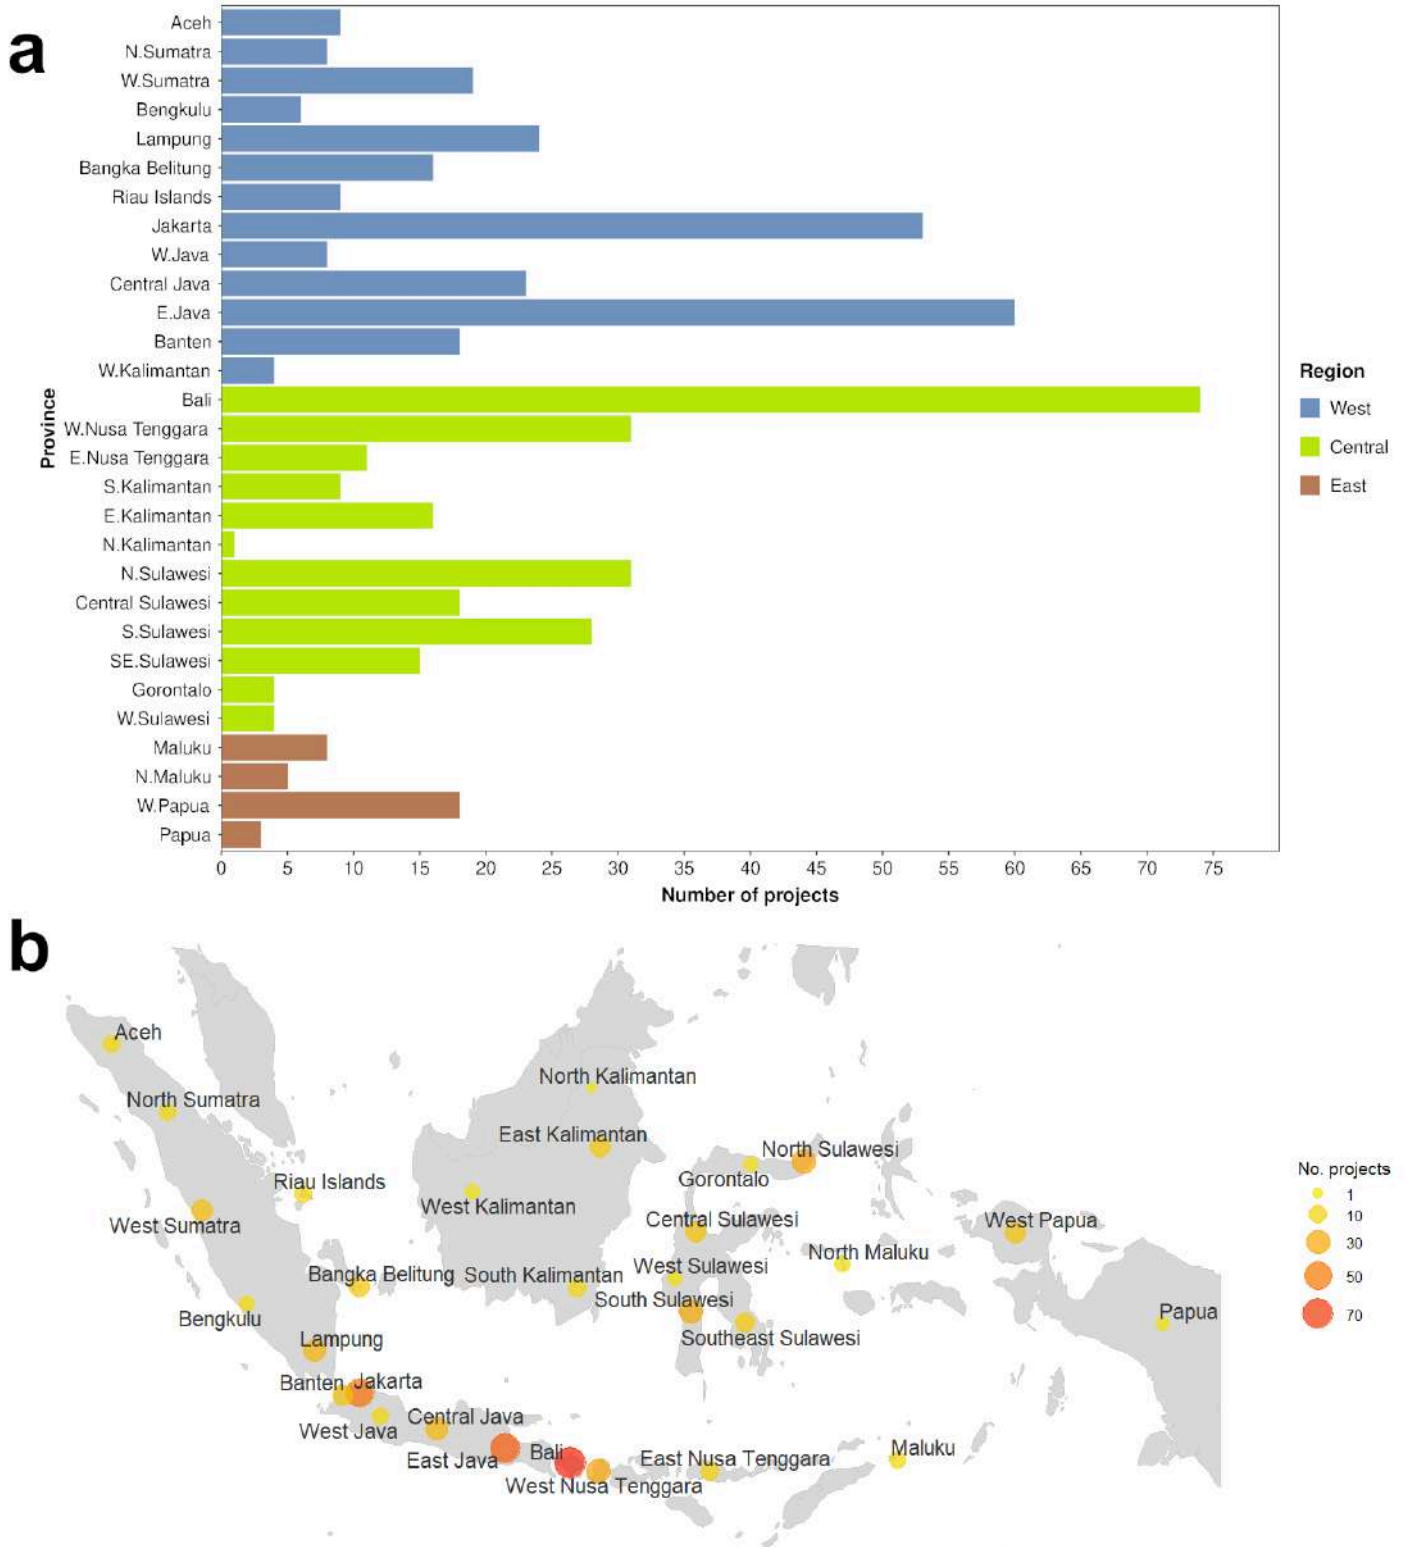 a
Aceh
N.Sumatra
W.Sumatra
Bengkulu
Lampung
Bangka Belitung
Riau Islands
Jakarta
W.Java
Central Java
E.Java
Banten
W.Kalimantan
Bali
W.Nusa Tenggara
E.Nusa Tenggara
S.Kalimantan
E.Kalimantan
N.Kalimantan
N.Sulawesi
Central Sulawesi
S.Sulawesi
SE.Sulawesi
Gorontalo
W.Sulawesi
Maluku
N.Maluku
W.Papua
Papua
Province
0 5 10 15 20 25 30 35 40 45 50 55 60 65 70 75
Number of projects
Region
West
Central
East
b
Aceh
North Kalimantan
North Sumatra
East Kalimantan
North Sulawesi
Gorontalo
Riau Islands
West Kalimantan
West Sumatra
Central Sulawesi
West Papua
North Maluku
West Sulawesi
Bangka Belitung
South Kalimantan
South Sulawesi
Papua
Bengkulu
Southeast Sulawesi
Lampung
Banten
Jakarta
Central Java
West Java
Maluku
Bali
East Java
East Nusa Tenggara
West Nusa Tenggara
No. projects
1
10
30
50
70